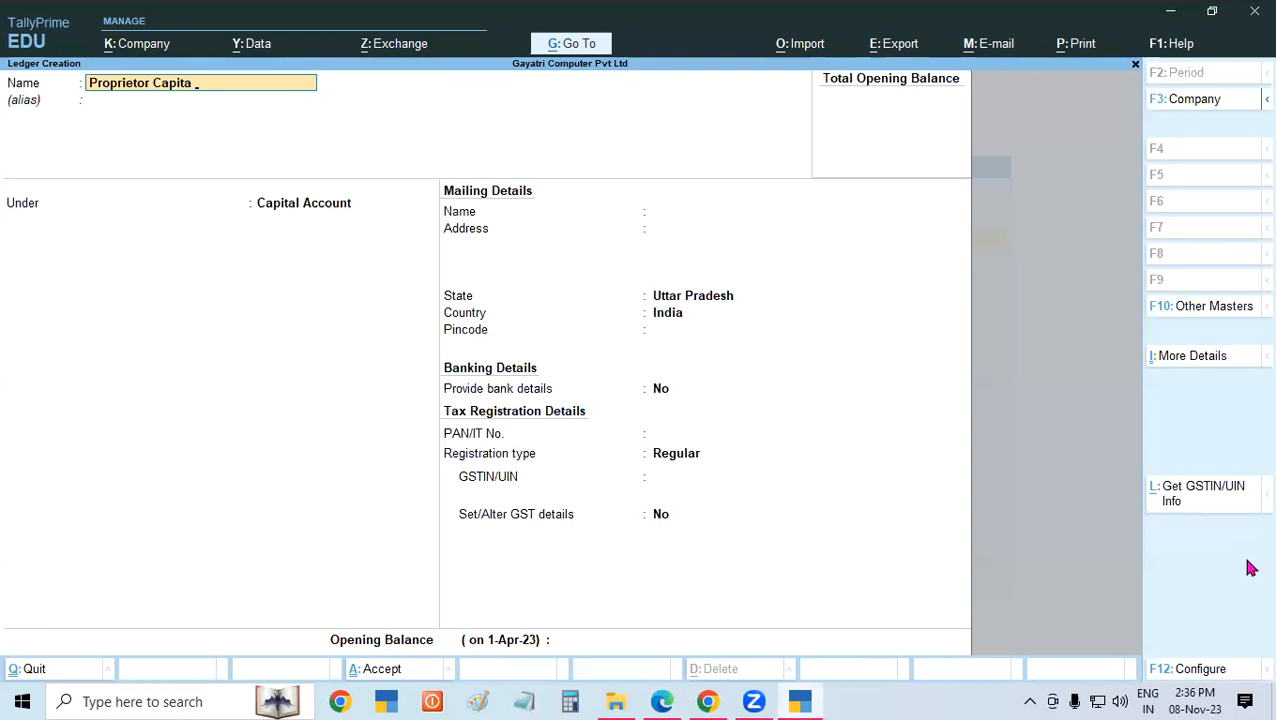 TallyPrime
MANAGE
EDU
K: Company
Y: Data
Z: Exchange
G: Go To
O: Import
E: Export
M: E-mail
P: Print
F1: Help
Ledger Creation
Gayatri Computer Pvt Ltd
Name : Proprietor Capita
(alias) :
Total Opening Balance
Under : Capital Account
Mailing Details
Name :
Address :
State : Uttar Pradesh
Country : India
Pincode :
Banking Details
Provide bank details : No
Tax Registration Details
PAN/IT No. :
Registration type : Regular
GSTIN/UIN :
Set/Alter GST details : No
Opening Balance ( on 1-Apr-23) :
F2: Period
F3: Company
F4
F5
F6
F7
F8
F9
F10: Other Masters
I: More Details
L: Get GSTIN/UIN
Info
Q: Quit
A: Accept
D: Delete
F12: Configure
Type here to search
ENG
IN
2:56 PM
08-Nov-23